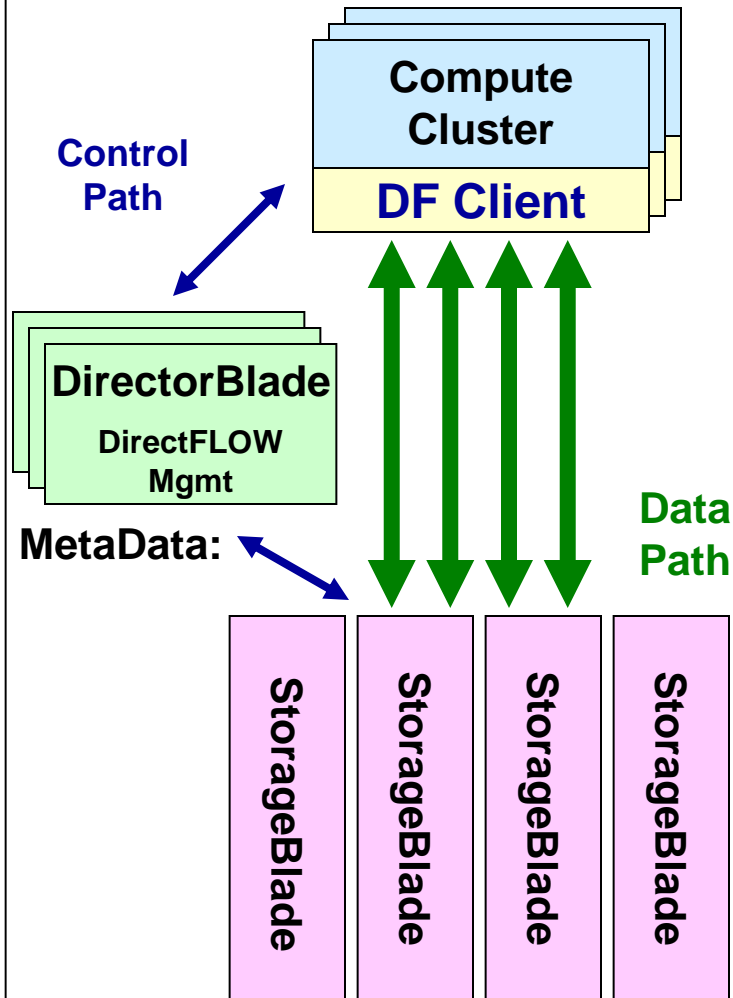 Compute
Cluster
DF Client
Control
Path
DirectorBlade
DirectFLOW
Mgmt
MetaData:
Data
Path
StorageBlade
StorageBlade
StorageBlade
StorageBlade